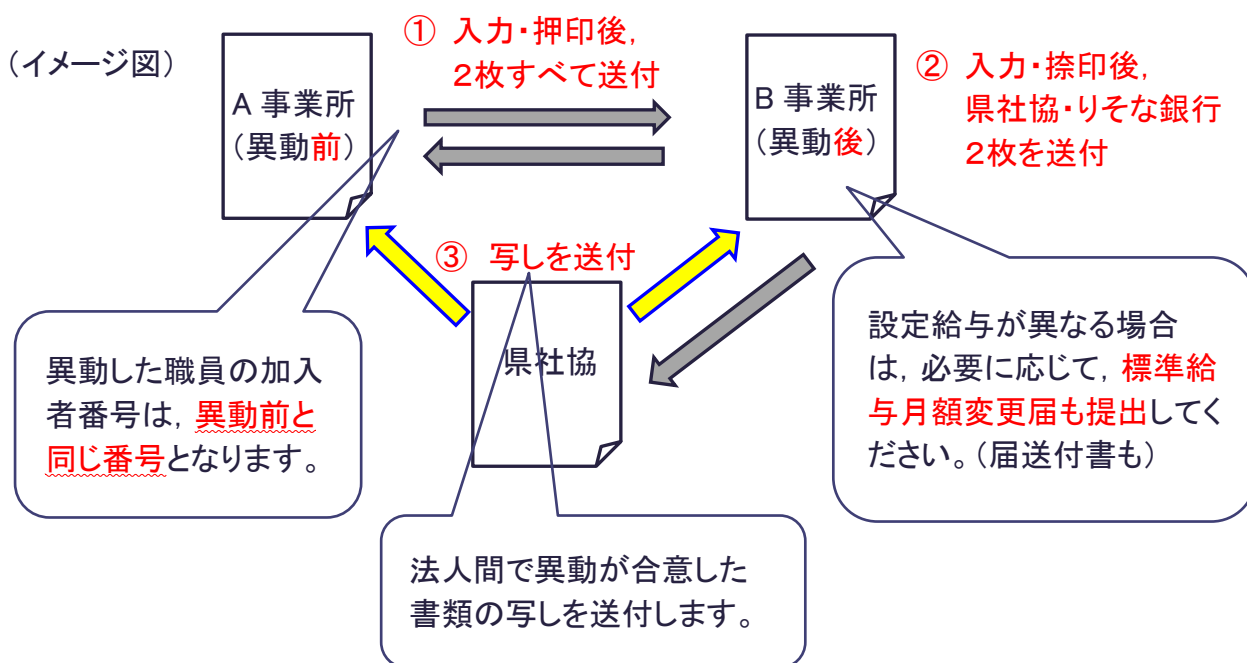 (イメージ図)
① 入力・押印後,
2枚すべて送付
② 入力・捺印後,
県社協・りそな銀行
2枚を送付
A 事業所
(異動前)
B 事業所
(異動後)
③ 写しを送付
県社協
異動した職員の加入
者番号は, 異動前と
同じ番号となります。
設定給与が異なる場合
は, 必要に応じて, 標準給
与月額変更届も提出してく
ださい。(届送付書も)
法人間で異動が合意した
書類の写しを送付します。